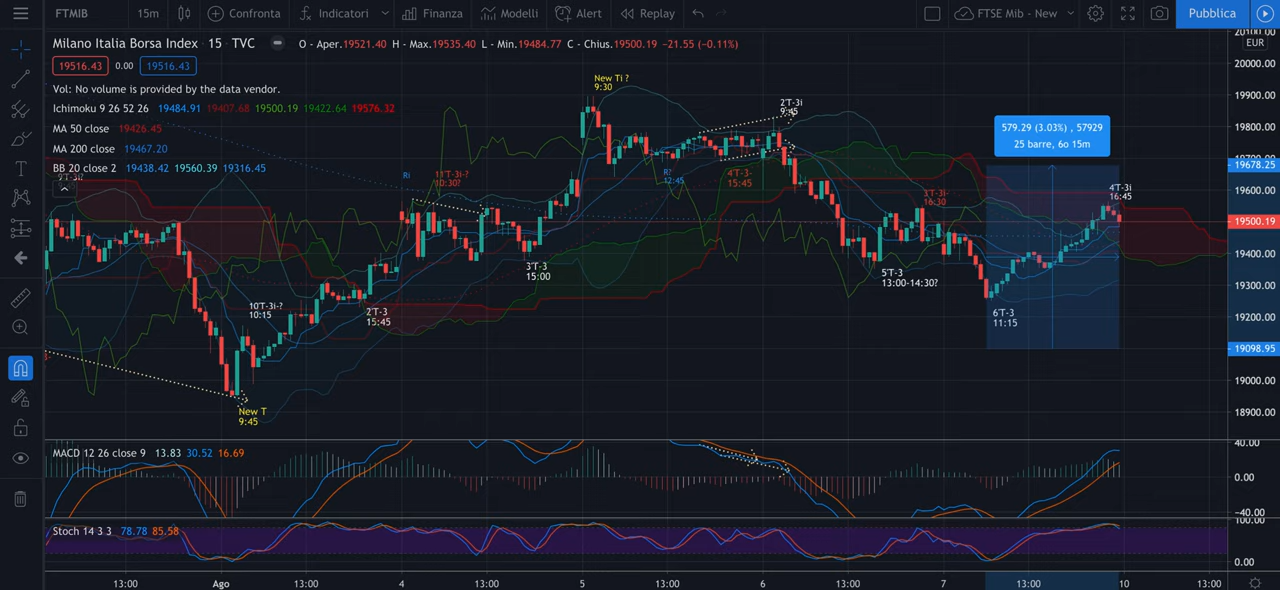 FTMIB 15m Confronta Indicatori Finanza Modelli Alert Replay FTSE Mib - New Pubblica
Milano Italia Borsa Index · 15 · TVC O - Aper.19521.40 H - Max.19535.40 L - Min.19484.77 C - Chius.19500.19 −21.55 (−0.11%)
19516.43 0.00 19516.43
Vol: No volume is provided by the data vendor.
Ichimoku 9 26 52 26 19484.91 19407.68 19500.19 19422.64 19576.32
MA 50 close 19426.45
MA 200 close 19467.20
BB 20 close 2 19438.42 19560.39 19316.45
New Ti ?
9:30
2'T-3i
9:45
Ri
11'T-3i-?
10:30?
R?
12:45
4'T-3-
15:45
3'T-3i-
16:30
4'T-3i
16:45
579.29 (3.03%) , 57929
25 barre, 6o 15m
3'T-3
15:00
5'T-3
13:00-14:30?
10'T-3i-?
10:15
2'T-3
15:45
6'T-3
11:15
New T
9:45
EUR
20100.00
20000.00
19900.00
19800.00
19678.25
19600.00
19500.19
19400.00
19300.00
19200.00
19098.95
19000.00
18900.00
MACD 12 26 close 9 13.83 30.52 16.69
40.00
0.00
−40.00
Stoch 14 3 3 78.78 85.58
100.00
0.00
13:00 Ago 13:00 4 13:00 5 13:00 6 13:00 7 13:00 10 13:00